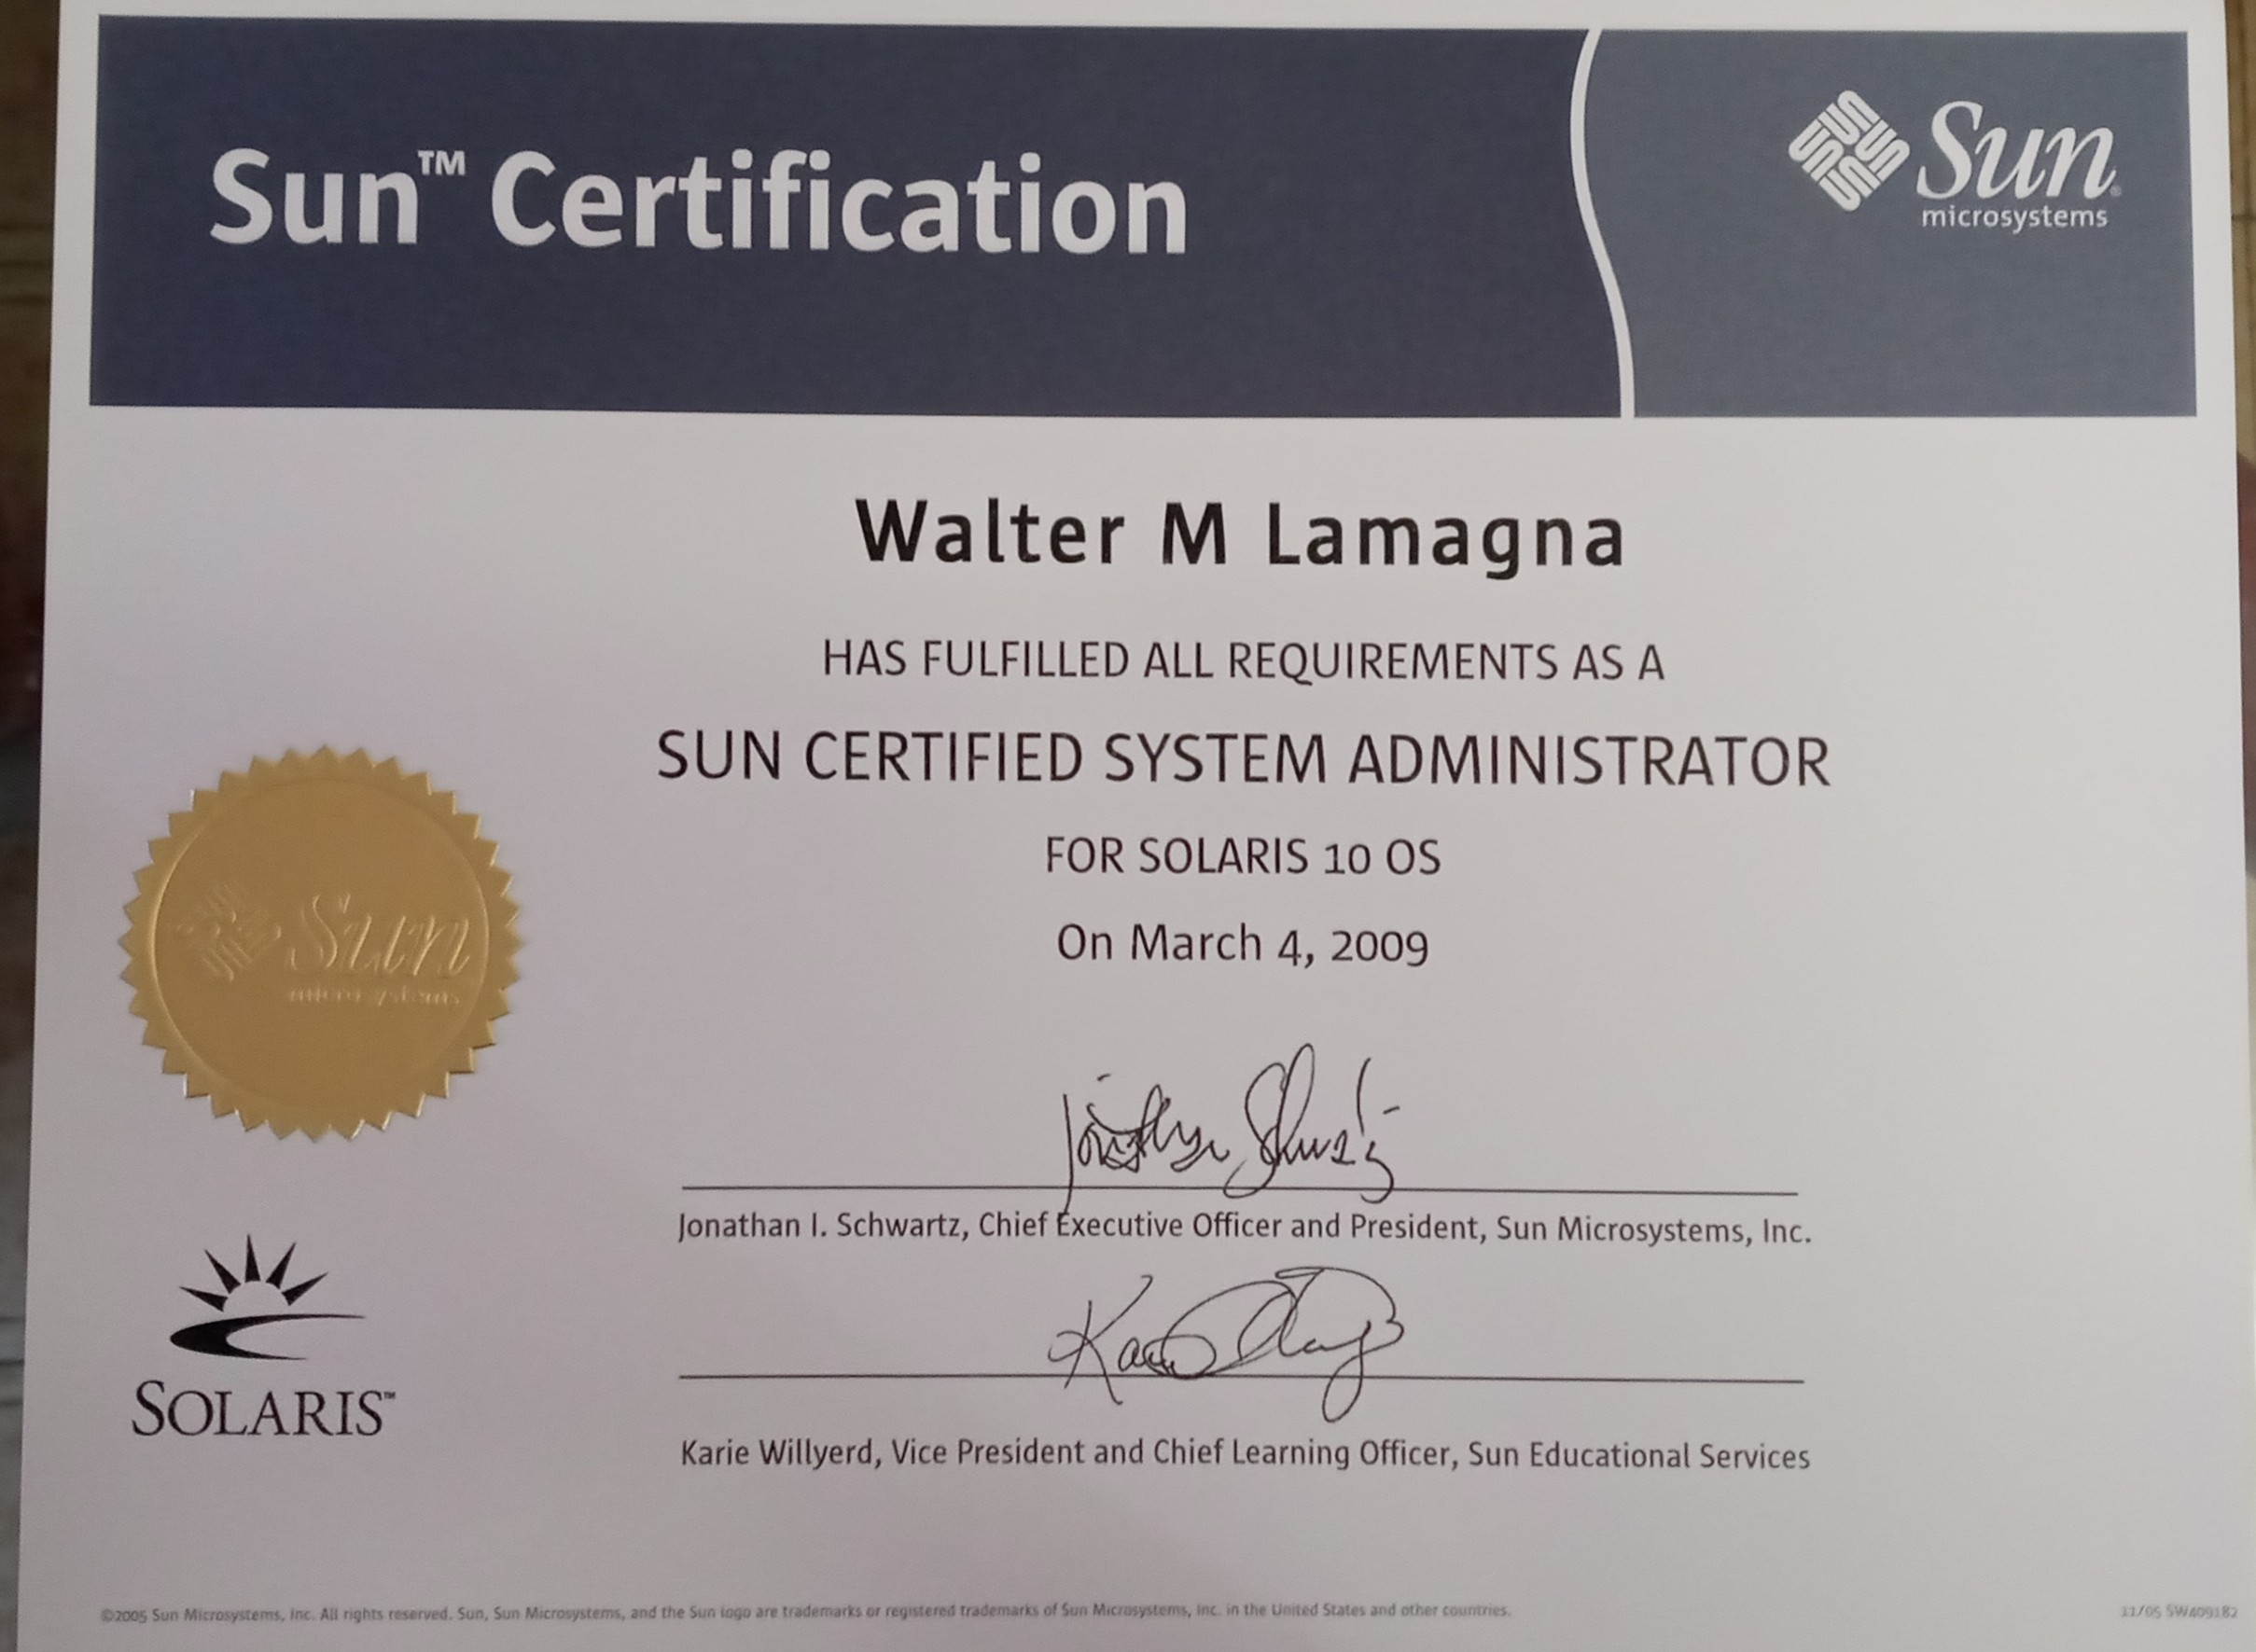 Sun™ Certification
Sun
microsystems
Walter M Lamagna
HAS FULFILLED ALL REQUIREMENTS AS A
SUN CERTIFIED SYSTEM ADMINISTRATOR
FOR SOLARIS 10 OS
On March 4, 2009
Sun
microsystems
Jonathan I. Schwartz, Chief Executive Officer and President, Sun Microsystems, Inc.
SOLARIS™
Karie Willyerd, Vice President and Chief Learning Officer, Sun Educational Services
©2005 Sun Microsystems, Inc. All rights reserved. Sun, Sun Microsystems, and the Sun logo are trademarks or registered trademarks of Sun Microsystems, Inc. in the United States and other countries.
11/05 SW409182